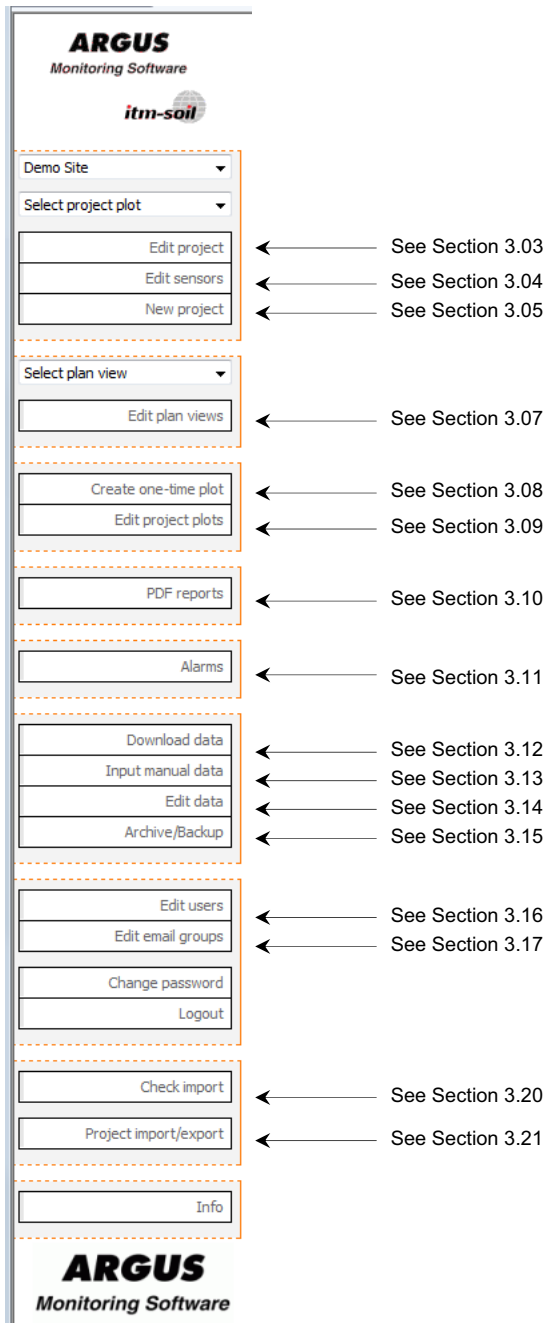 ARGUS
Monitoring Software
itm-soil
Demo Site
Select project plot
Edit project See Section 3.03
Edit sensors See Section 3.04
New project See Section 3.05
Select plan view
Edit plan views See Section 3.07
Create one-time plot See Section 3.08
Edit project plots See Section 3.09
PDF reports See Section 3.10
Alarms See Section 3.11
Download data See Section 3.12
Input manual data See Section 3.13
Edit data See Section 3.14
Archive/Backup See Section 3.15
Edit users See Section 3.16
Edit email groups See Section 3.17
Change password
Logout
Check import See Section 3.20
Project import/export See Section 3.21
Info
ARGUS
Monitoring Software